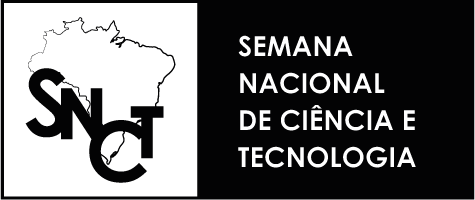 SNCT
SEMANA
NACIONAL
DE CIÊNCIA E
TECNOLOGIA